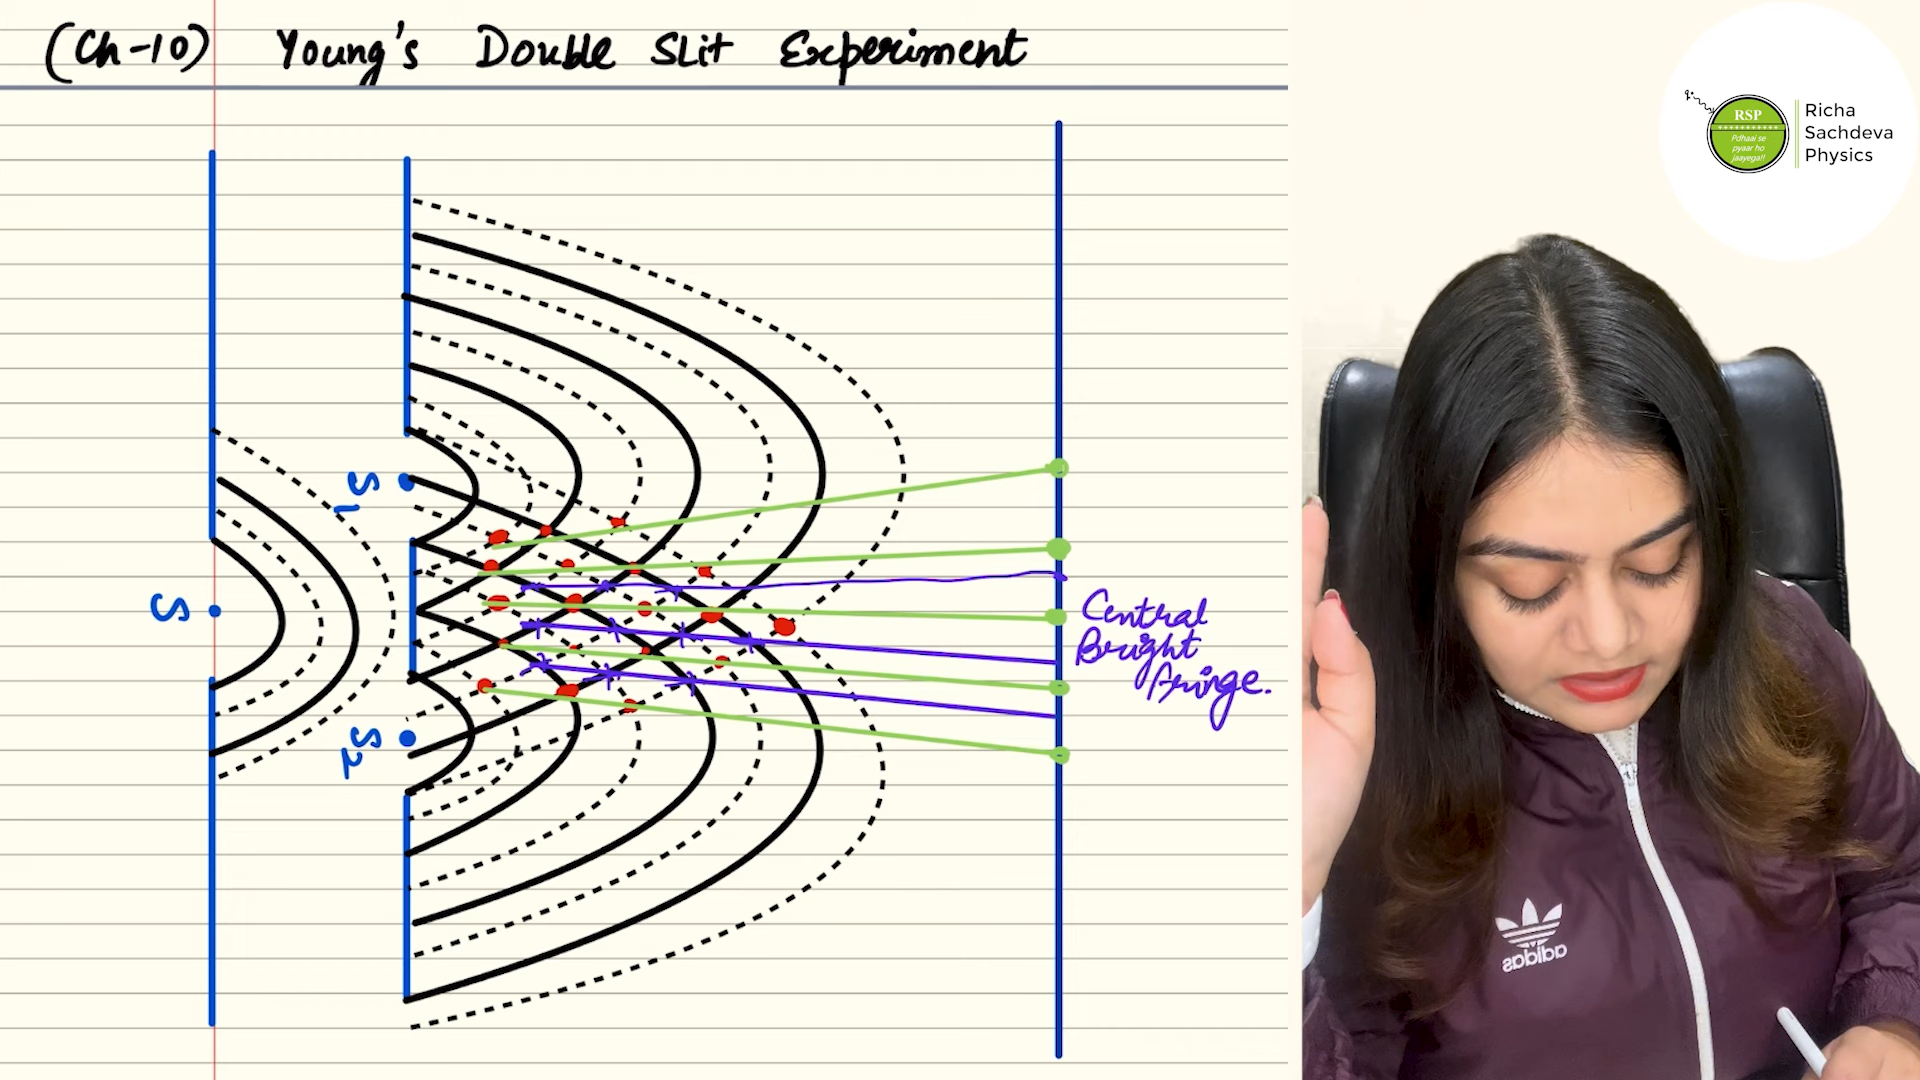 (Ch-10) Young's Double Slit Experiment
RSP
Pdhaai se
pyaar ho
jaayega!!
Richa
Sachdeva
Physics
S1
S
S2
Central
Bright
fringe.
adidas